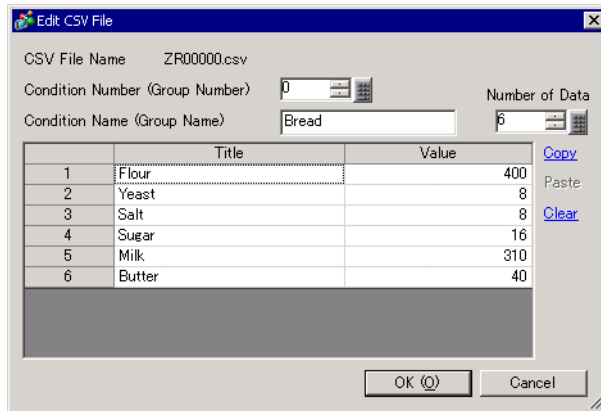 Edit CSV File
CSV File Name ZR00000.csv
Condition Number (Group Number) 0
Number of Data
Condition Name (Group Name) Bread 6
Title Value
Copy
1 Flour 400
Paste
2 Yeast 8
3 Salt 8
Clear
4 Sugar 16
5 Milk 310
6 Butter 40
OK (O) Cancel